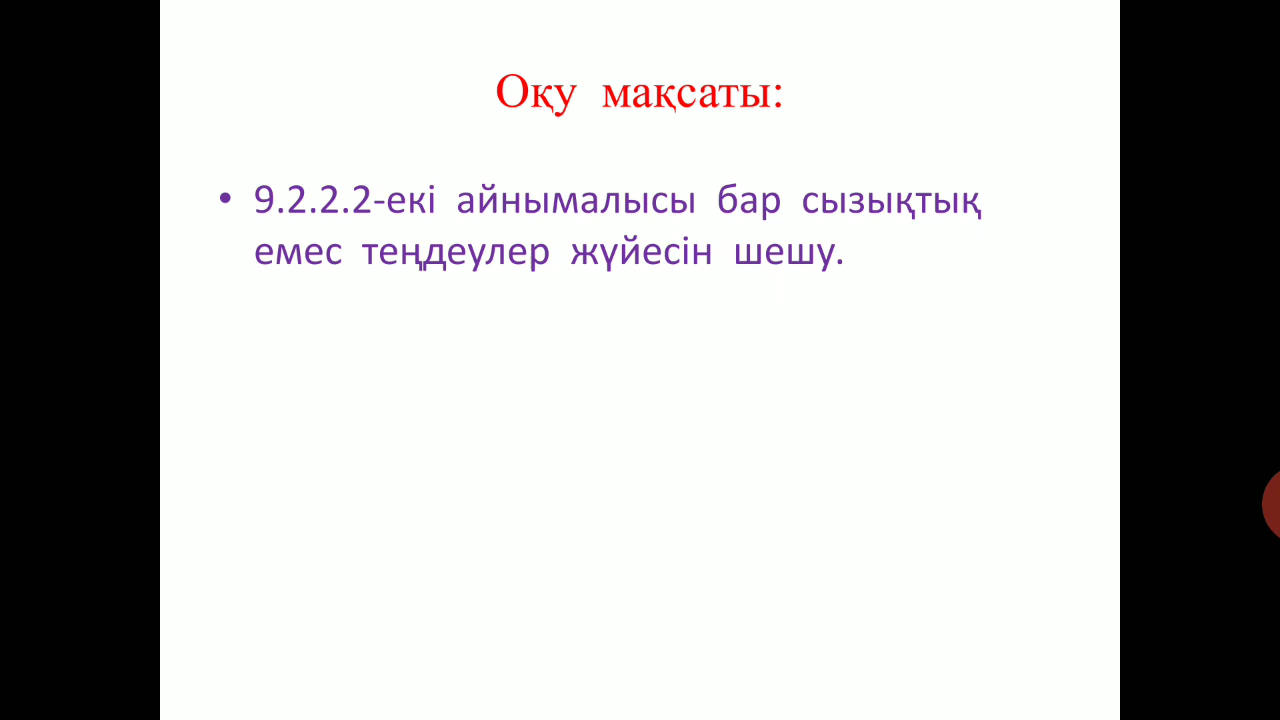 Оқу мақсаты:
• 9.2.2.2-екі айнымалысы бар сызықтық
емес теңдеулер жүйесін шешу.